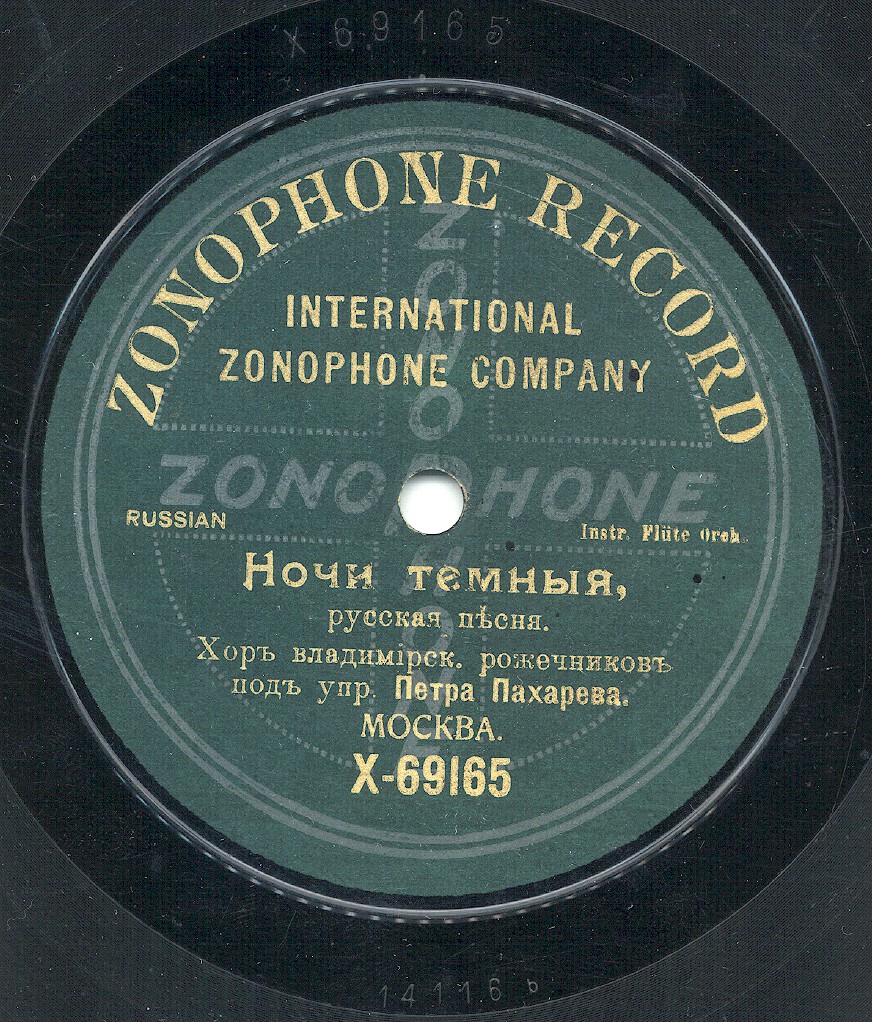 X 69165
ZONOPHONE RECORD
INTERNATIONAL
ZONOPHONE COMPANY
ZONOPHONE
ZONOPHONE
RUSSIAN
Instr. Flüte Orch.
Ночи темныя,
русская пѣсня.
Хоръ владимірск. рожечниковъ
подъ упр. Петра Пахарева.
МОСКВА.
X-69165
14116 b